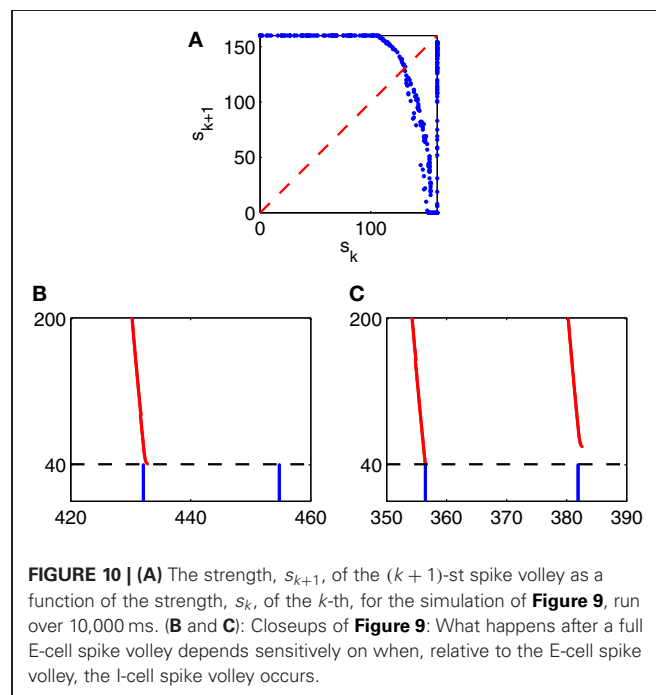 A
150
100
50
0
s_{k+1}
0
100
s_k
B
200
40
420
440
460
C
200
40
350
360
370
380
390
FIGURE 10 | (A) The strength, s_{k+1}, of the (k + 1)-st spike volley as a
function of the strength, s_k, of the k-th, for the simulation of Figure 9, run
over 10,000 ms. (B and C): Closeups of Figure 9: What happens after a full
E-cell spike volley depends sensitively on when, relative to the E-cell spike
volley, the I-cell spike volley occurs.